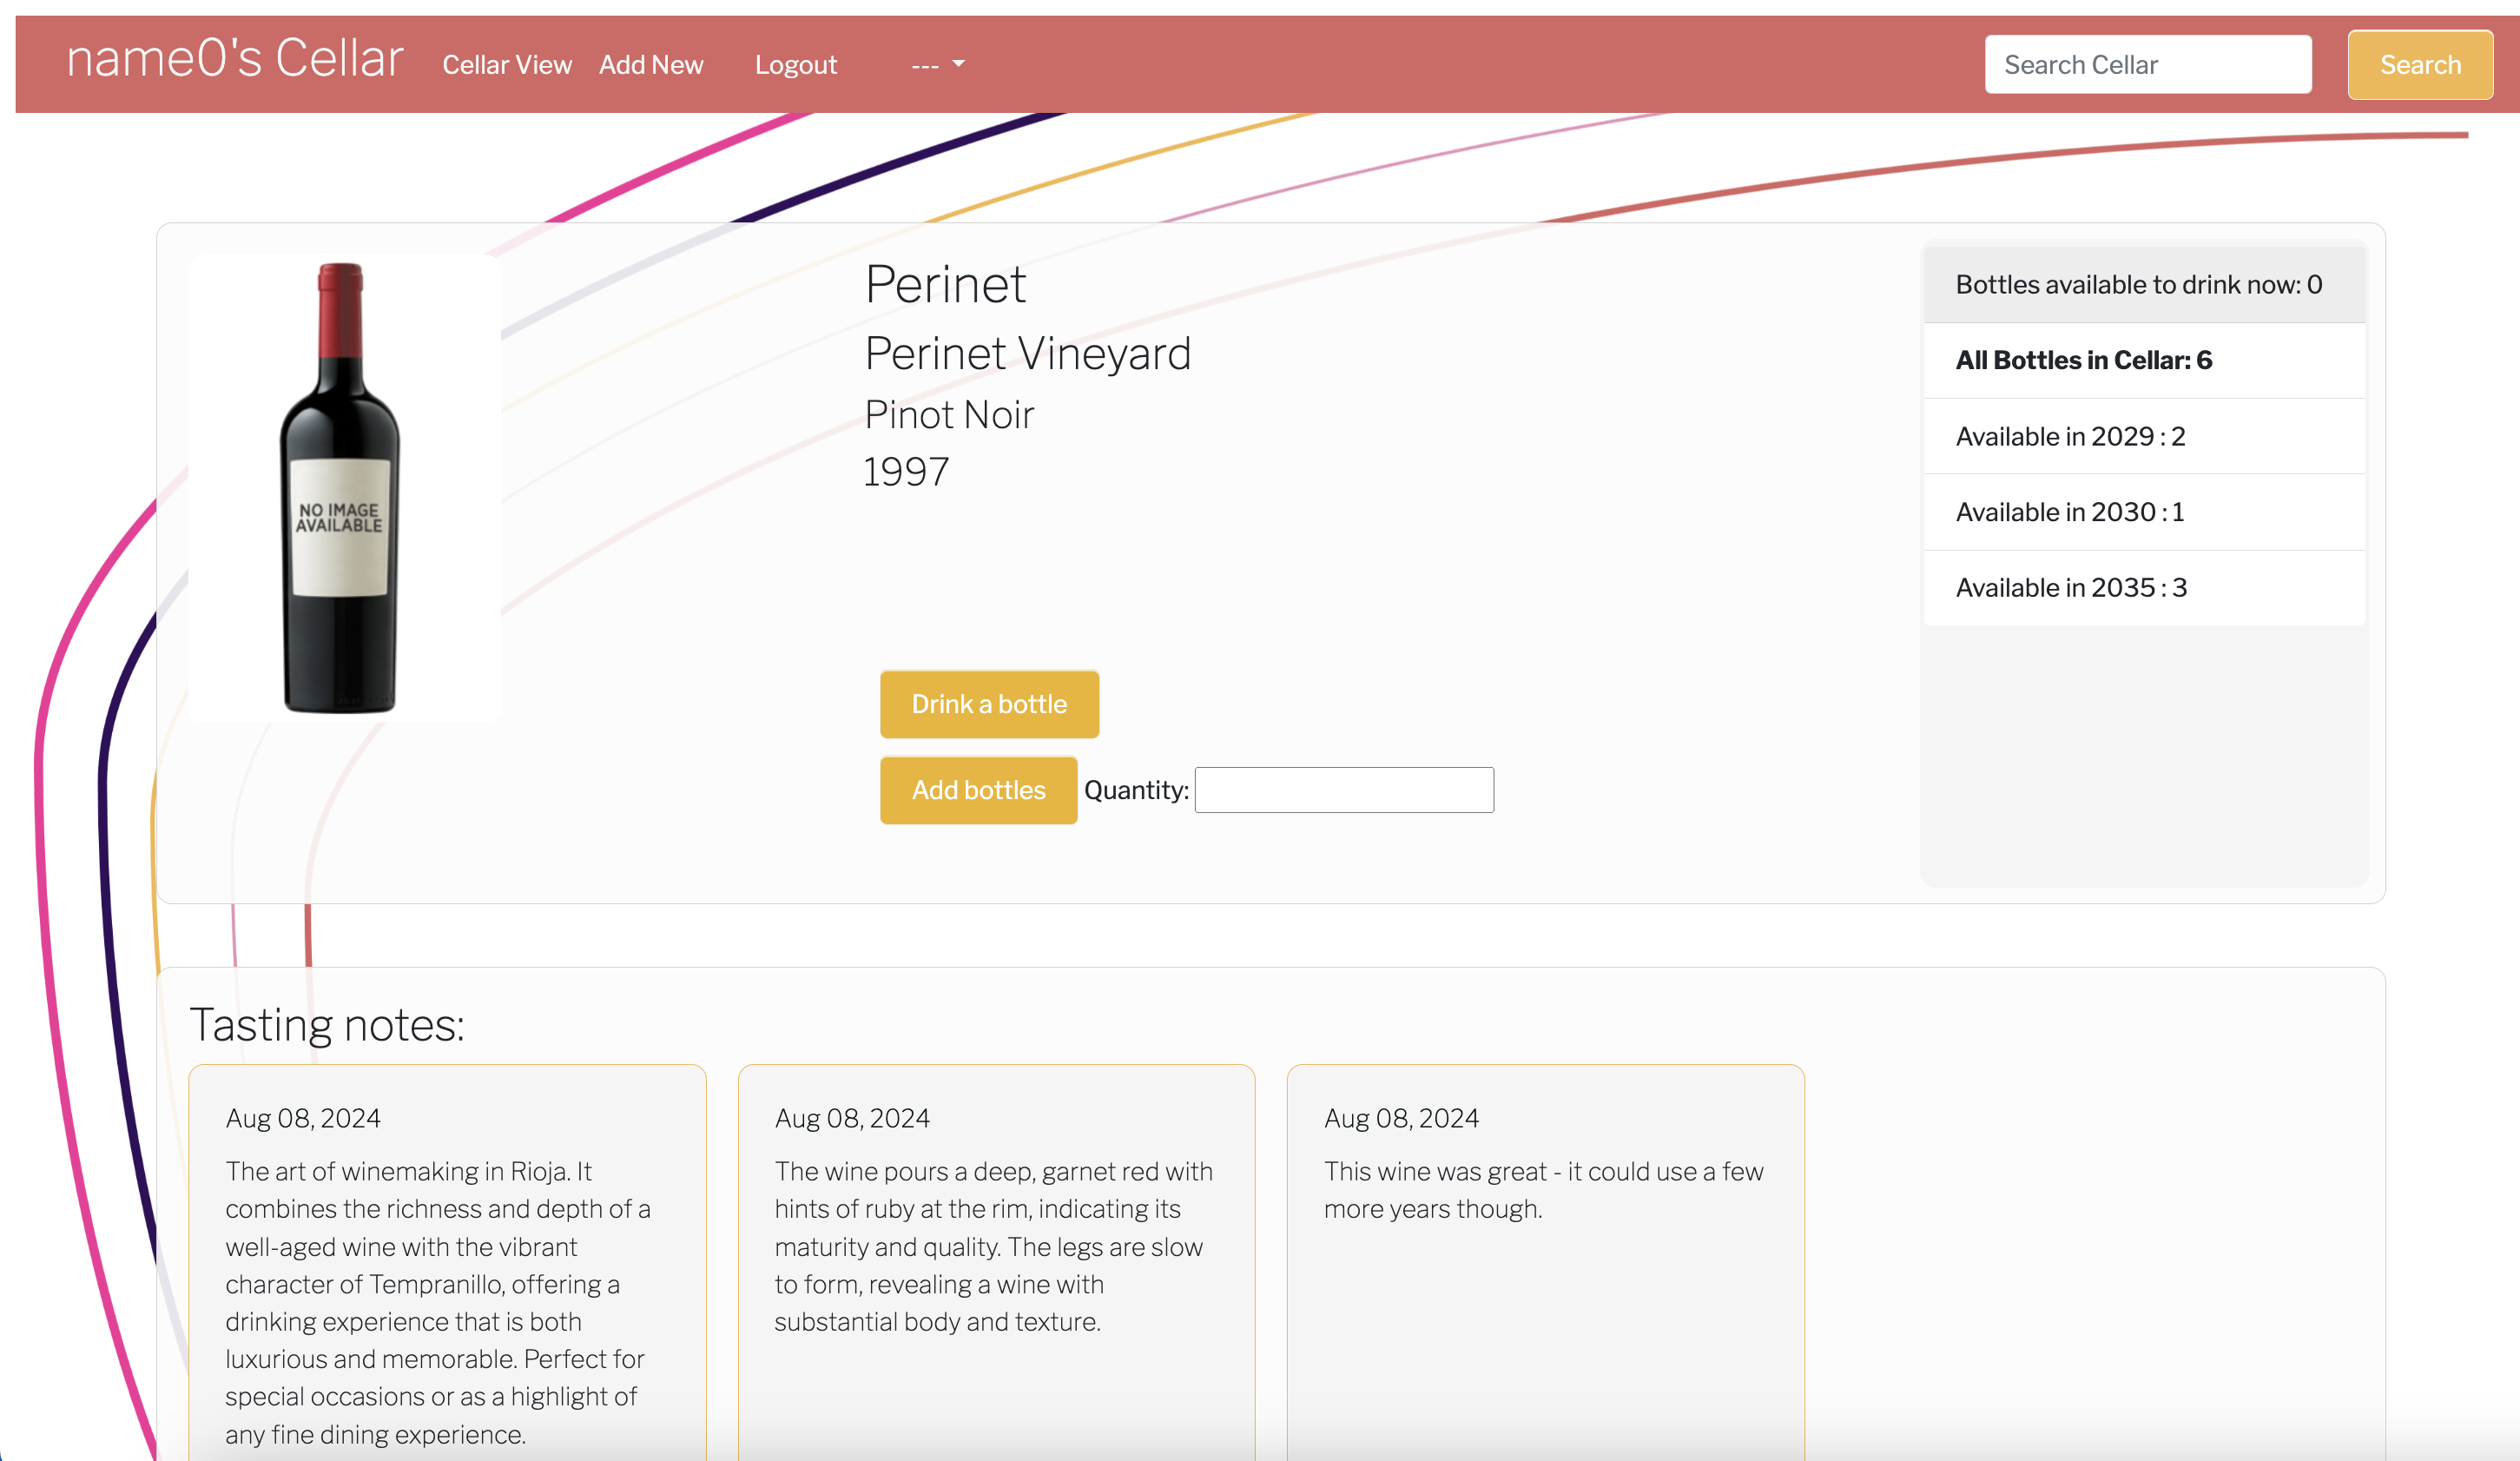 name0's Cellar Cellar View Add New Logout --- Search Cellar Search
NO IMAGE
AVAILABLE
Perinet
Perinet Vineyard
Pinot Noir
1997
Drink a bottle
Add bottles Quantity:
Bottles available to drink now: 0
All Bottles in Cellar: 6
Available in 2029 : 2
Available in 2030 : 1
Available in 2035 : 3
Tasting notes:
Aug 08, 2024
The art of winemaking in Rioja. It
combines the richness and depth of a
well-aged wine with the vibrant
character of Tempranillo, offering a
drinking experience that is both
luxurious and memorable. Perfect for
special occasions or as a highlight of
any fine dining experience.
Aug 08, 2024
The wine pours a deep, garnet red with
hints of ruby at the rim, indicating its
maturity and quality. The legs are slow
to form, revealing a wine with
substantial body and texture.
Aug 08, 2024
This wine was great - it could use a few
more years though.